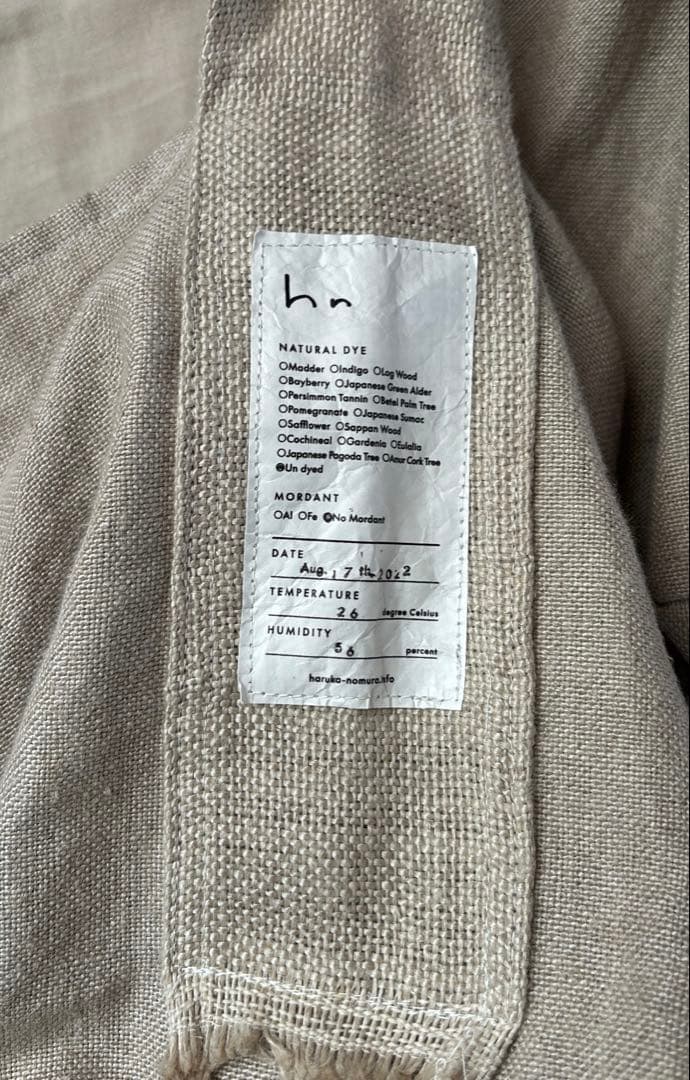 hn
NATURAL DYE
○Madder ○Indigo ○Log Wood
○Bayberry ○Japanese Green Alder
○Persimmon Tannin ○Betel Palm Tree
○Pomegranate ○Japanese Sumac
○Safflower ○Sappan Wood
○Cochineal ○Gardenia ○Eulalia
○Japanese Pagoda Tree ○Amur Cork Tree
●Un dyed
MORDANT
○Al ○Fe ●No Mordant
DATE
Aug. 17th 2022
TEMPERATURE
26 degree Celsius
HUMIDITY
56 percent
haruka-nomura.info